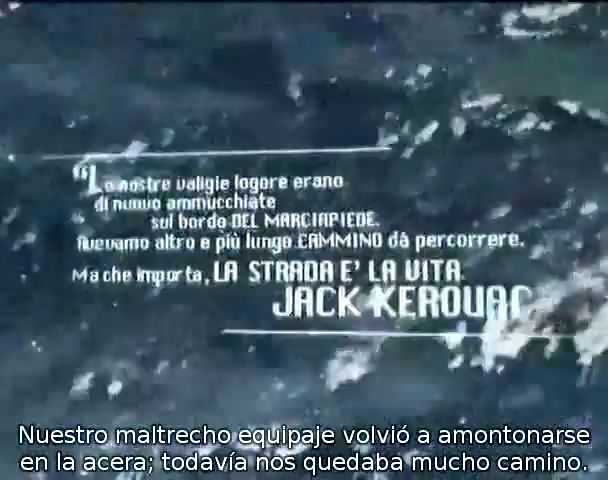 "Le nostre valigie logore erano
di nuovo ammucchiate
sul bordo DEL MARCIAPIEDE.
Avevamo altro e più lungo CAMMINO dà percorrere.
Ma che importa, LA STRADA E' LA VITA.
JACK KEROUAC
Nuestro maltrecho equipaje volvió a amontonarse
en la acera; todavía nos quedaba mucho camino.